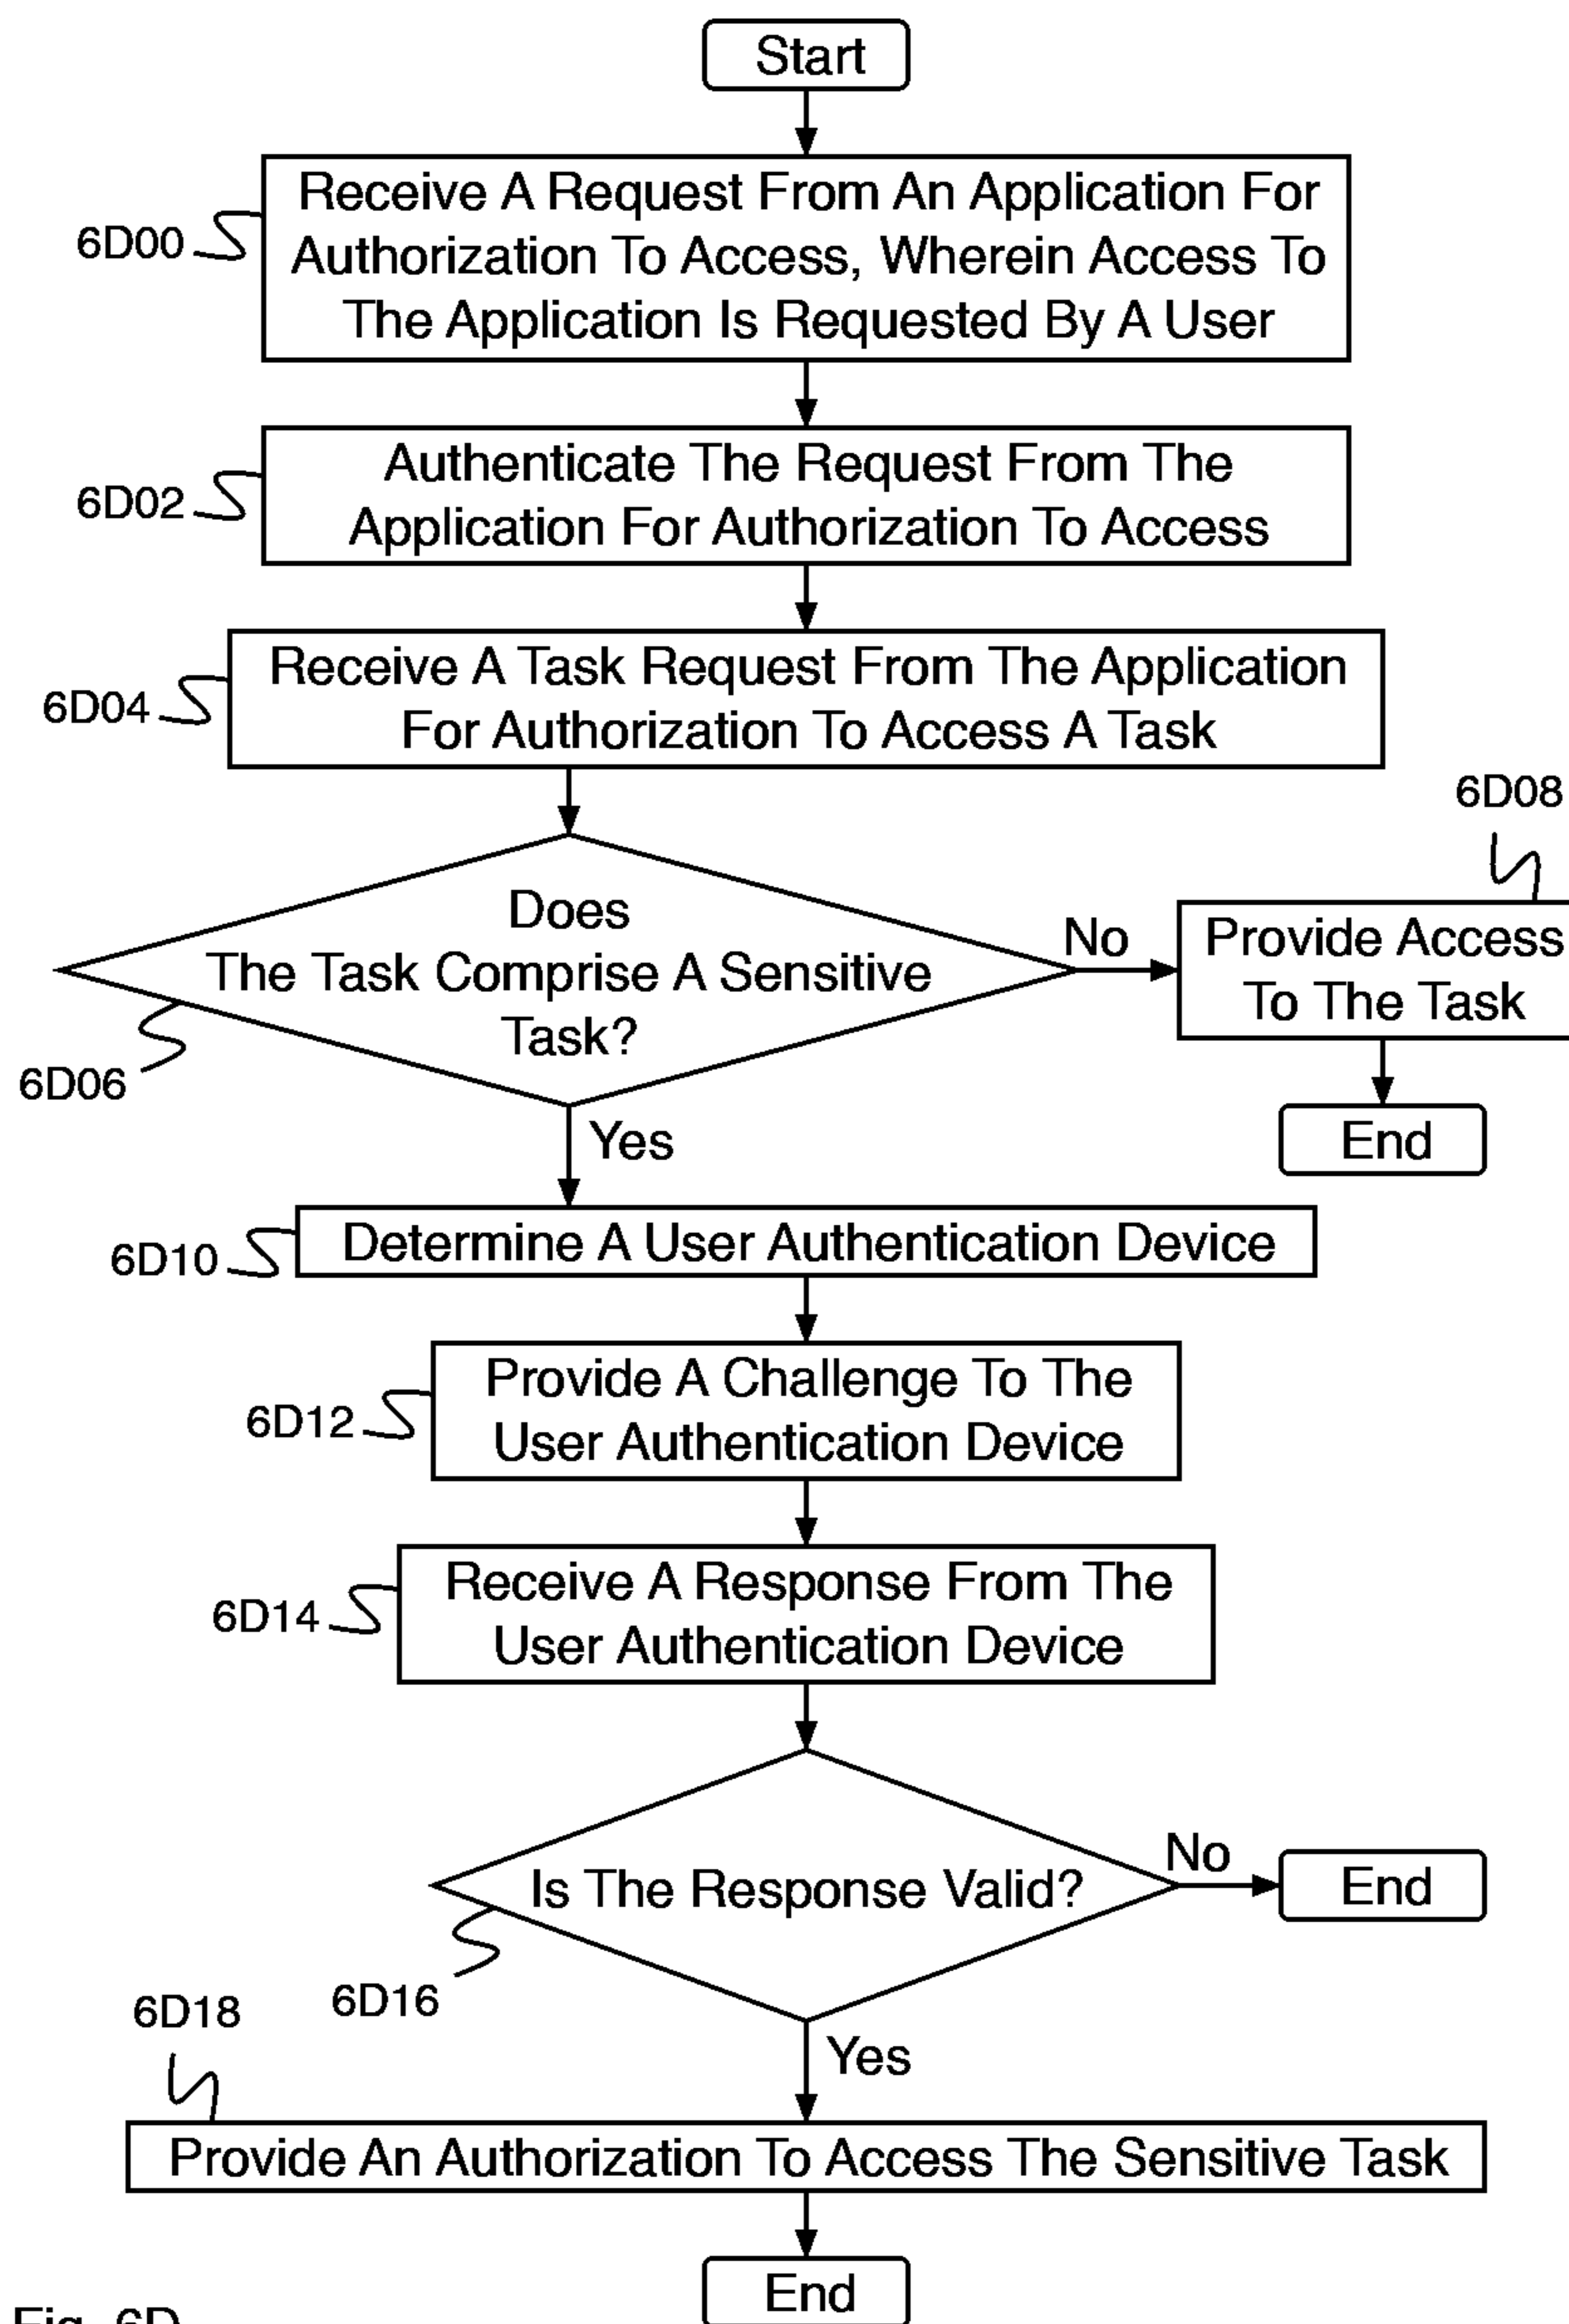 Start
Receive A Request From An Application For
Authorization To Access, Wherein Access To
The Application Is Requested By A User
6D00
Authenticate The Request From The
Application For Authorization To Access
6D02
Receive A Task Request From The Application
For Authorization To Access A Task
6D04
6D08
Does
The Task Comprise A Sensitive
Task?
No
Provide Access
To The Task
6D06
Yes
End
Determine A User Authentication Device
6D10
Provide A Challenge To The
User Authentication Device
6D12
Receive A Response From The
User Authentication Device
6D14
Is The Response Valid?
No
End
6D16
6D18
Yes
Provide An Authorization To Access The Sensitive Task
End
Fig. 6D